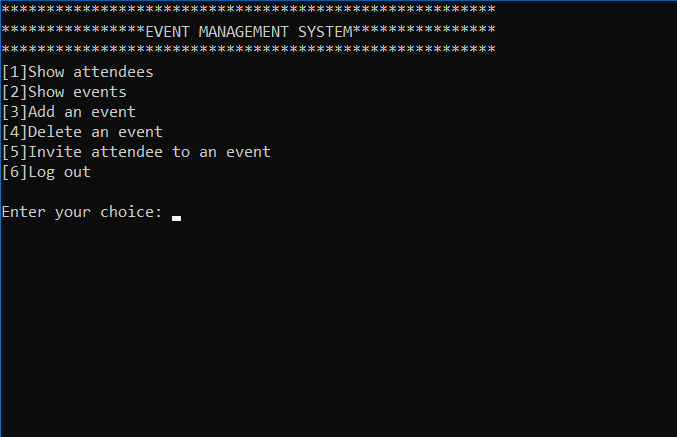 *******************************************************
****************EVENT MANAGEMENT SYSTEM****************
*******************************************************
[1]Show attendees
[2]Show events
[3]Add an event
[4]Delete an event
[5]Invite attendee to an event
[6]Log out
Enter your choice: